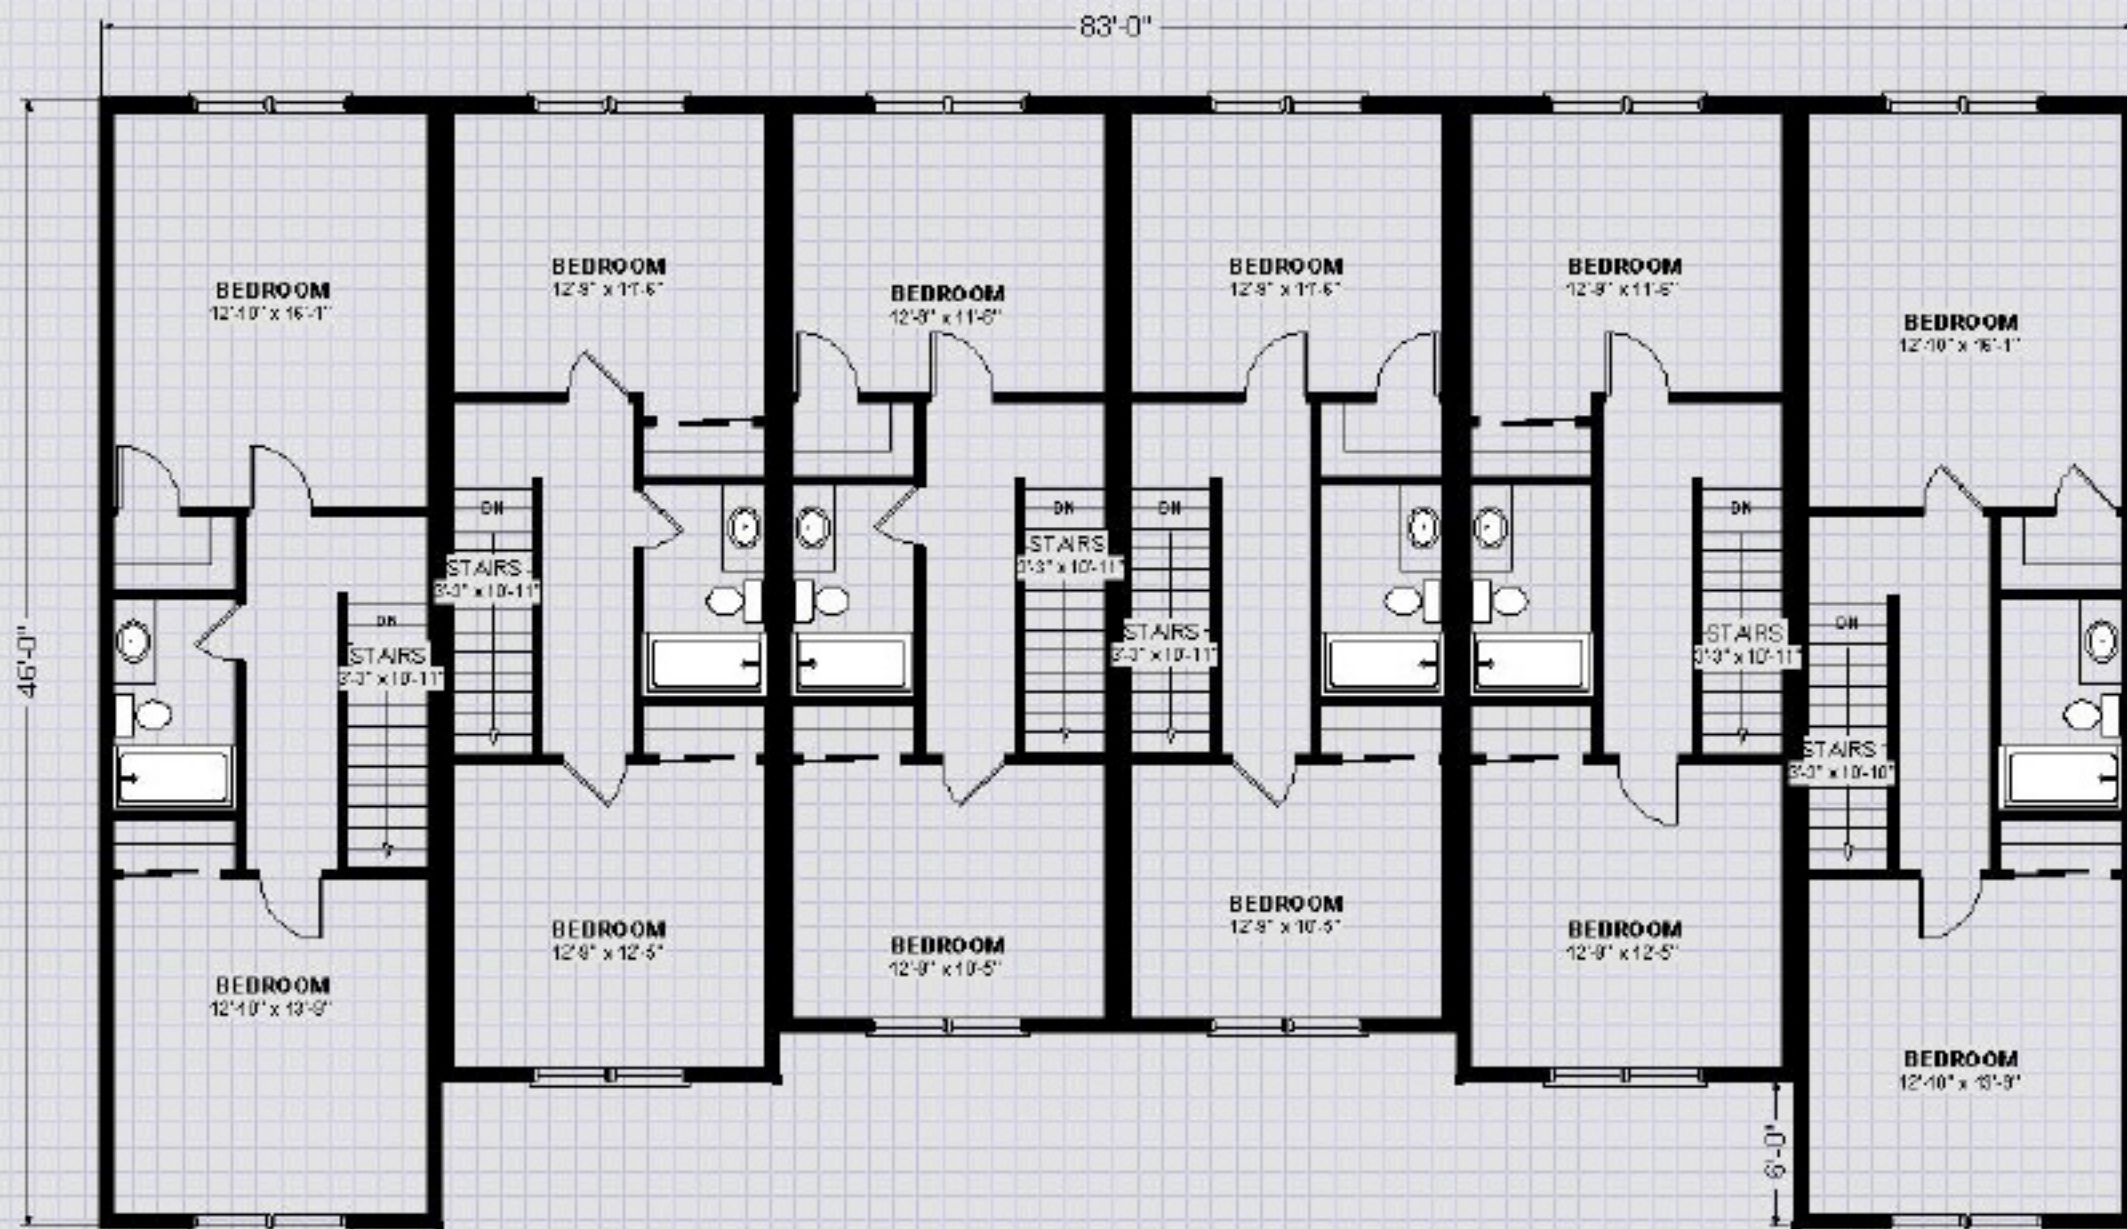 83'-0"
46'-0"
BEDROOM
12'-10" x 16'-1"
BEDROOM
12'-9" x 11'-6"
BEDROOM
12'-9" x 11'-6"
BEDROOM
12'-9" x 11'-6"
BEDROOM
12'-9" x 11'-6"
BEDROOM
12'-10" x 16'-1"
DN
STAIRS
3'-3" x 10'-11"
DN
STAIRS
3'-3" x 10'-11"
DN
STAIRS
3'-3" x 10'-11"
DN
STAIRS
3'-3" x 10'-11"
DN
STAIRS
3'-3" x 10'-11"
DN
STAIRS
3'-3" x 10'-10"
BEDROOM
12'-10" x 13'-9"
BEDROOM
12'-9" x 12'-5"
BEDROOM
12'-9" x 10'-5"
BEDROOM
12'-9" x 10'-5"
BEDROOM
12'-9" x 12'-5"
BEDROOM
12'-10" x 13'-9"
6'-0"